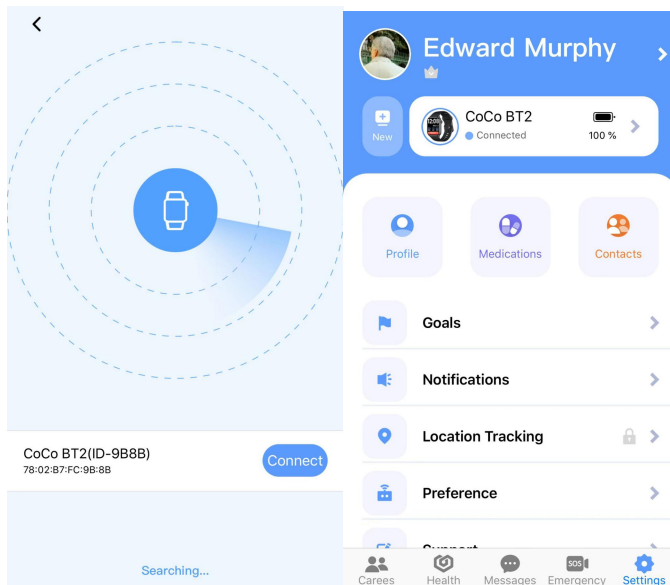 CoCo BT2(ID-9B8B)
78:02:B7:FC:9B:8B
Connect
Searching...
Edward Murphy
New
CoCo BT2
Connected
100 %
Profile
Medications
Contacts
Goals
Notifications
Location Tracking
Preference
Support
Carees
Health
Messages
SOS
Emergency
Settings